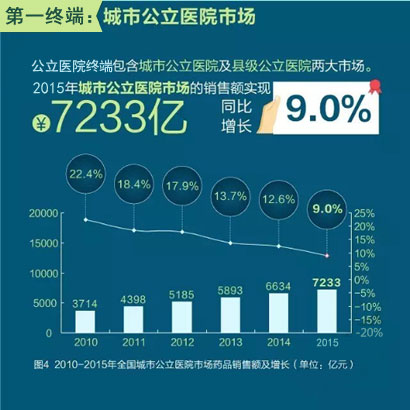 第一终端：城市公立医院市场
公立医院终端包含城市公立医院及县级公立医院两大市场。
2015年城市公立医院市场的销售额实现
¥7233亿 同比增长 9.0%
22.4% 18.4% 17.9% 13.7% 12.6% 9.0%
20000 25%
20%
15000 15%
10%
10000 5%
0%
5000 -5%
-10%
-15%
0 -20%
3714 4398 5185 5893 6634 7233
2010 2011 2012 2013 2014 2015
图4 2010-2015年全国城市公立医院市场药品销售额及增长（单位：亿元）